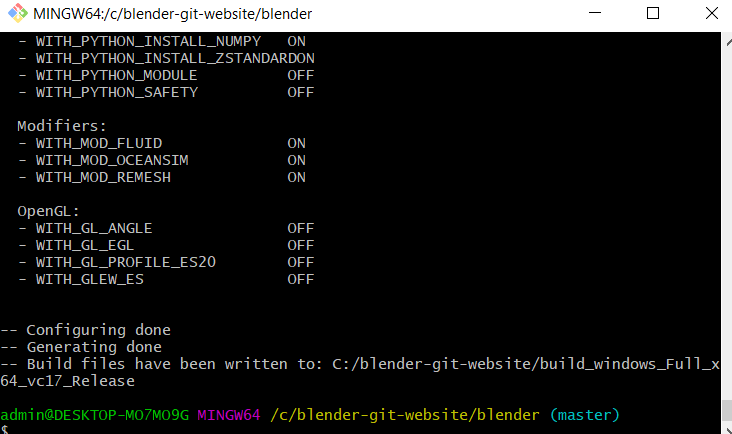 MINGW64:/c/blender-git-website/blender
- WITH_PYTHON_INSTALL_NUMPY   ON
- WITH_PYTHON_INSTALL_ZSTANDARDON
- WITH_PYTHON_MODULE          OFF
- WITH_PYTHON_SAFETY          OFF
Modifiers:
- WITH_MOD_FLUID              ON
- WITH_MOD_OCEANSIM           ON
- WITH_MOD_REMESH             ON
OpenGL:
- WITH_GL_ANGLE               OFF
- WITH_GL_EGL                 OFF
- WITH_GL_PROFILE_ES20        OFF
- WITH_GLEW_ES                OFF
-- Configuring done
-- Generating done
-- Build files have been written to: C:/blender-git-website/build_windows_Full_x
64_vc17_Release
admin@DESKTOP-MO7MO9G MINGW64 /c/blender-git-website/blender (master)
$